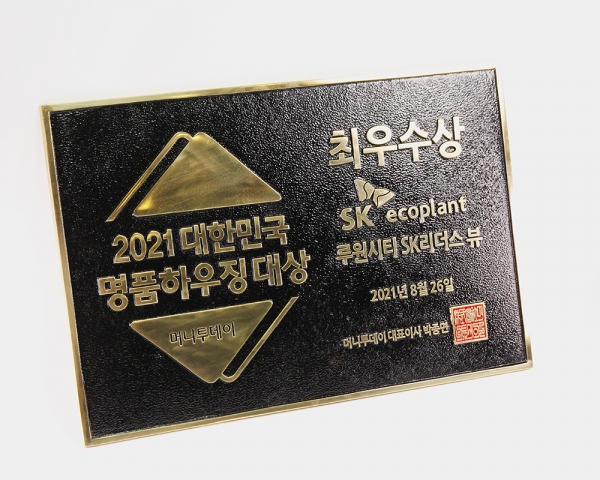 2021 대한민국
명품하우징 대상
머니투데이
최우수상
SK ecoplant
루원시티 SK리더스 뷰
2021년 8월 26일
머니투데이 대표이사 박종면